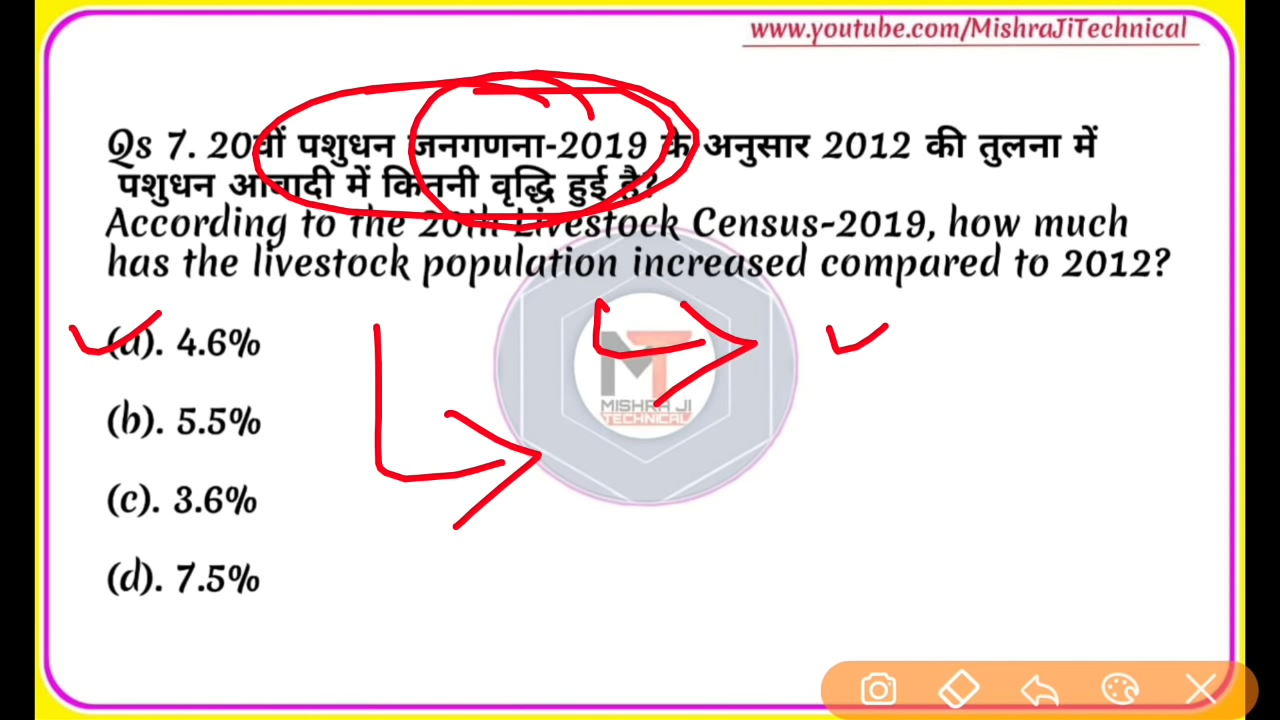 www.youtube.com/MishraJiTechnical
Qs 7. 20वीं पशुधन जनगणना-2019 के अनुसार 2012 की तुलना में
पशुधन आबादी में कितनी वृद्धि हुई है?
According to the 20th Livestock Census-2019, how much
has the livestock population increased compared to 2012?
(a). 4.6%
(b). 5.5%
(c). 3.6%
(d). 7.5%
MT
MISHRA JI
TECHNICAL